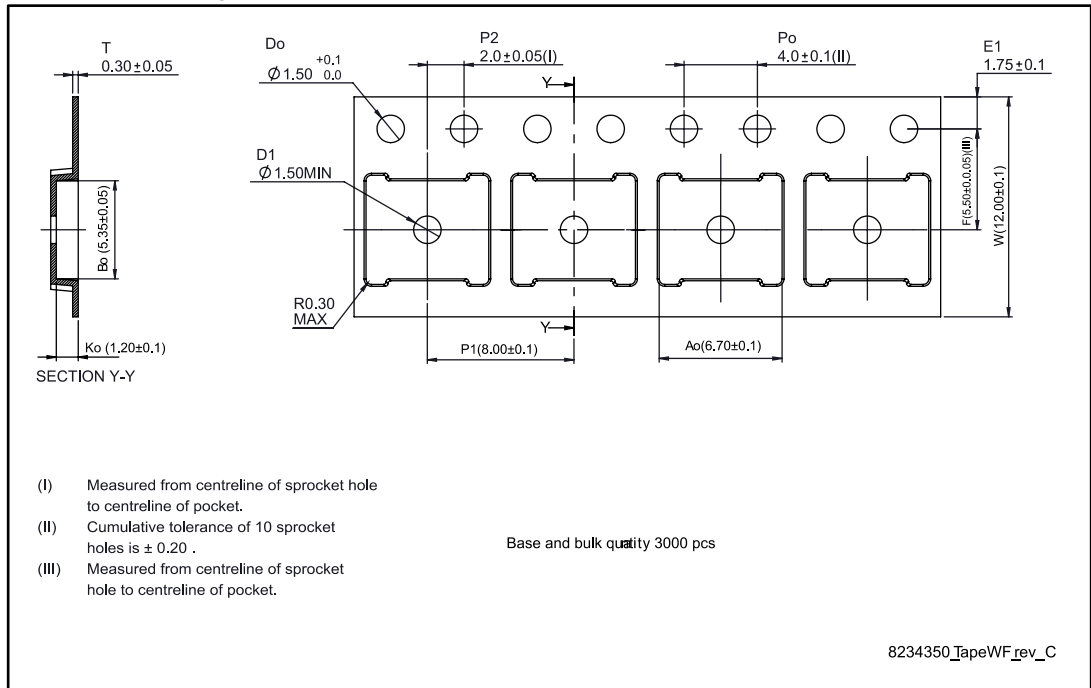 T
0.30±0.05
Do
Ø1.50 +0.1 0.0
P2
2.0±0.05(I)
Po
4.0±0.1(II)
E1
1.75±0.1
Y
D1
Ø1.50MIN
Bo (5.35±0.05)
F(5.50±0.0.05)(III)
W(12.00±0.1)
R0.30
MAX
Y
Ko (1.20±0.1)
P1(8.00±0.1)
Ao(6.70±0.1)
SECTION Y-Y
(I) Measured from centreline of sprocket hole
to centreline of pocket.
(II) Cumulative tolerance of 10 sprocket
holes is ± 0.20 .
(III) Measured from centreline of sprocket
hole to centreline of pocket.
Base and bulk quatity 3000 pcs
8234350_TapeWF_rev_C